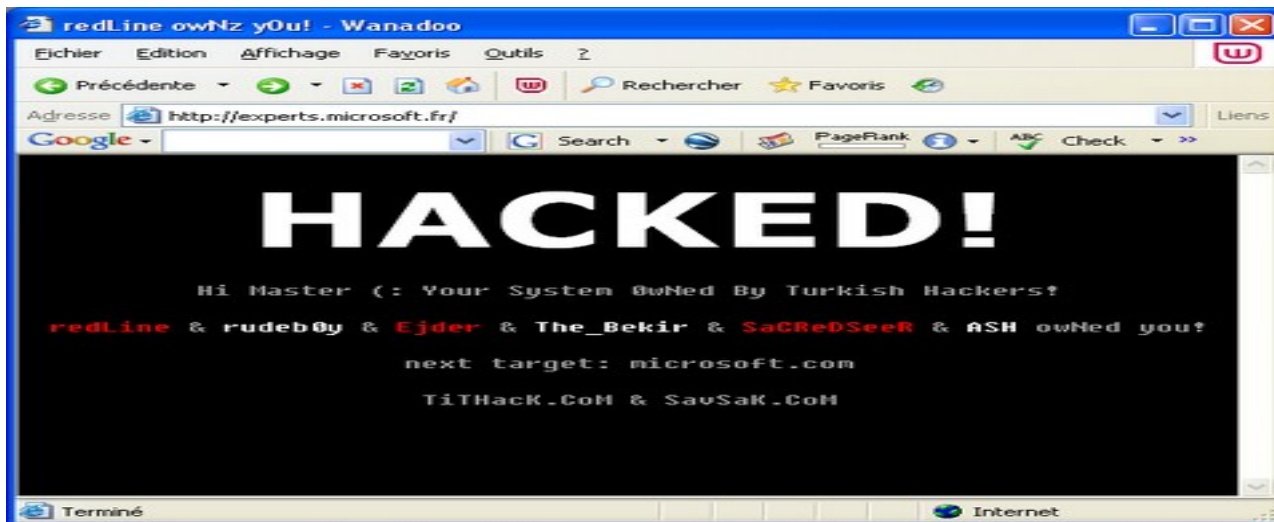 redLine owNz y0u! - Wanadoo
Fichier Edition Affichage Favoris Outils ?
Précédente Rechercher Favoris
Adresse http://experts.microsoft.fr/ Liens
Google Search PageRank ABC Check »
HACKED!
Hi Master (: Your System 0wNed By Turkish Hackers!
redLine & rudeb0y & Ejder & The_Bekir & SaCReDSeeR & ASH owNed you!
next target: microsoft.com
TiTHacK.CoM & SavSaK.CoM
Terminé Internet